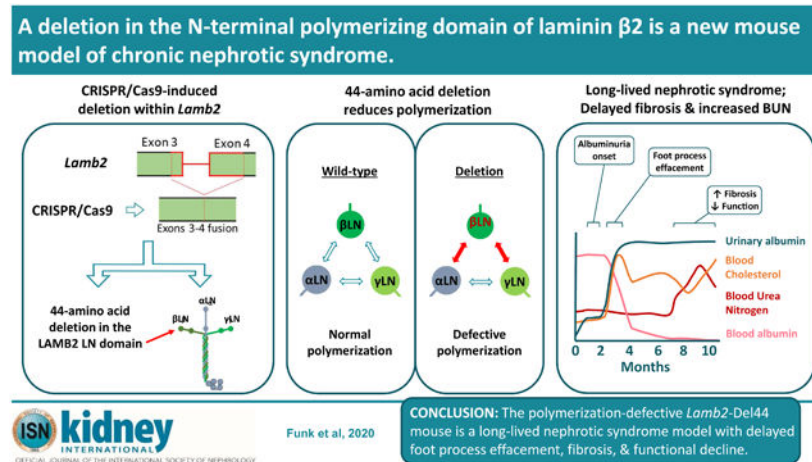 A deletion in the N-terminal polymerizing domain of laminin β2 is a new mouse
model of chronic nephrotic syndrome.
CRISPR/Cas9-induced
deletion within Lamb2
Exon 3
Exon 4
Lamb2
CRISPR/Cas9
Exons 3-4 fusion
44-amino acid
deletion in the
LAMB2 LN domain
αLN
βLN
γLN
44-amino acid deletion
reduces polymerization
Wild-type
βLN
αLN
γLN
Normal
polymerization
Deletion
βLN
αLN
γLN
Defective
polymerization
Long-lived nephrotic syndrome;
Delayed fibrosis & increased BUN
Albuminuria
onset
Foot process
effacement
↑ Fibrosis
↓ Function
Urinary albumin
Blood
Cholesterol
Blood Urea
Nitrogen
Blood albumin
0 2 4 6 8 10
Months
ISN
kidney
INTERNATIONAL
OFFICIAL JOURNAL OF THE INTERNATIONAL SOCIETY OF NEPHROLOGY
Funk et al, 2020
CONCLUSION: The polymerization-defective Lamb2-Del44
mouse is a long-lived nephrotic syndrome model with delayed
foot process effacement, fibrosis, & functional decline.